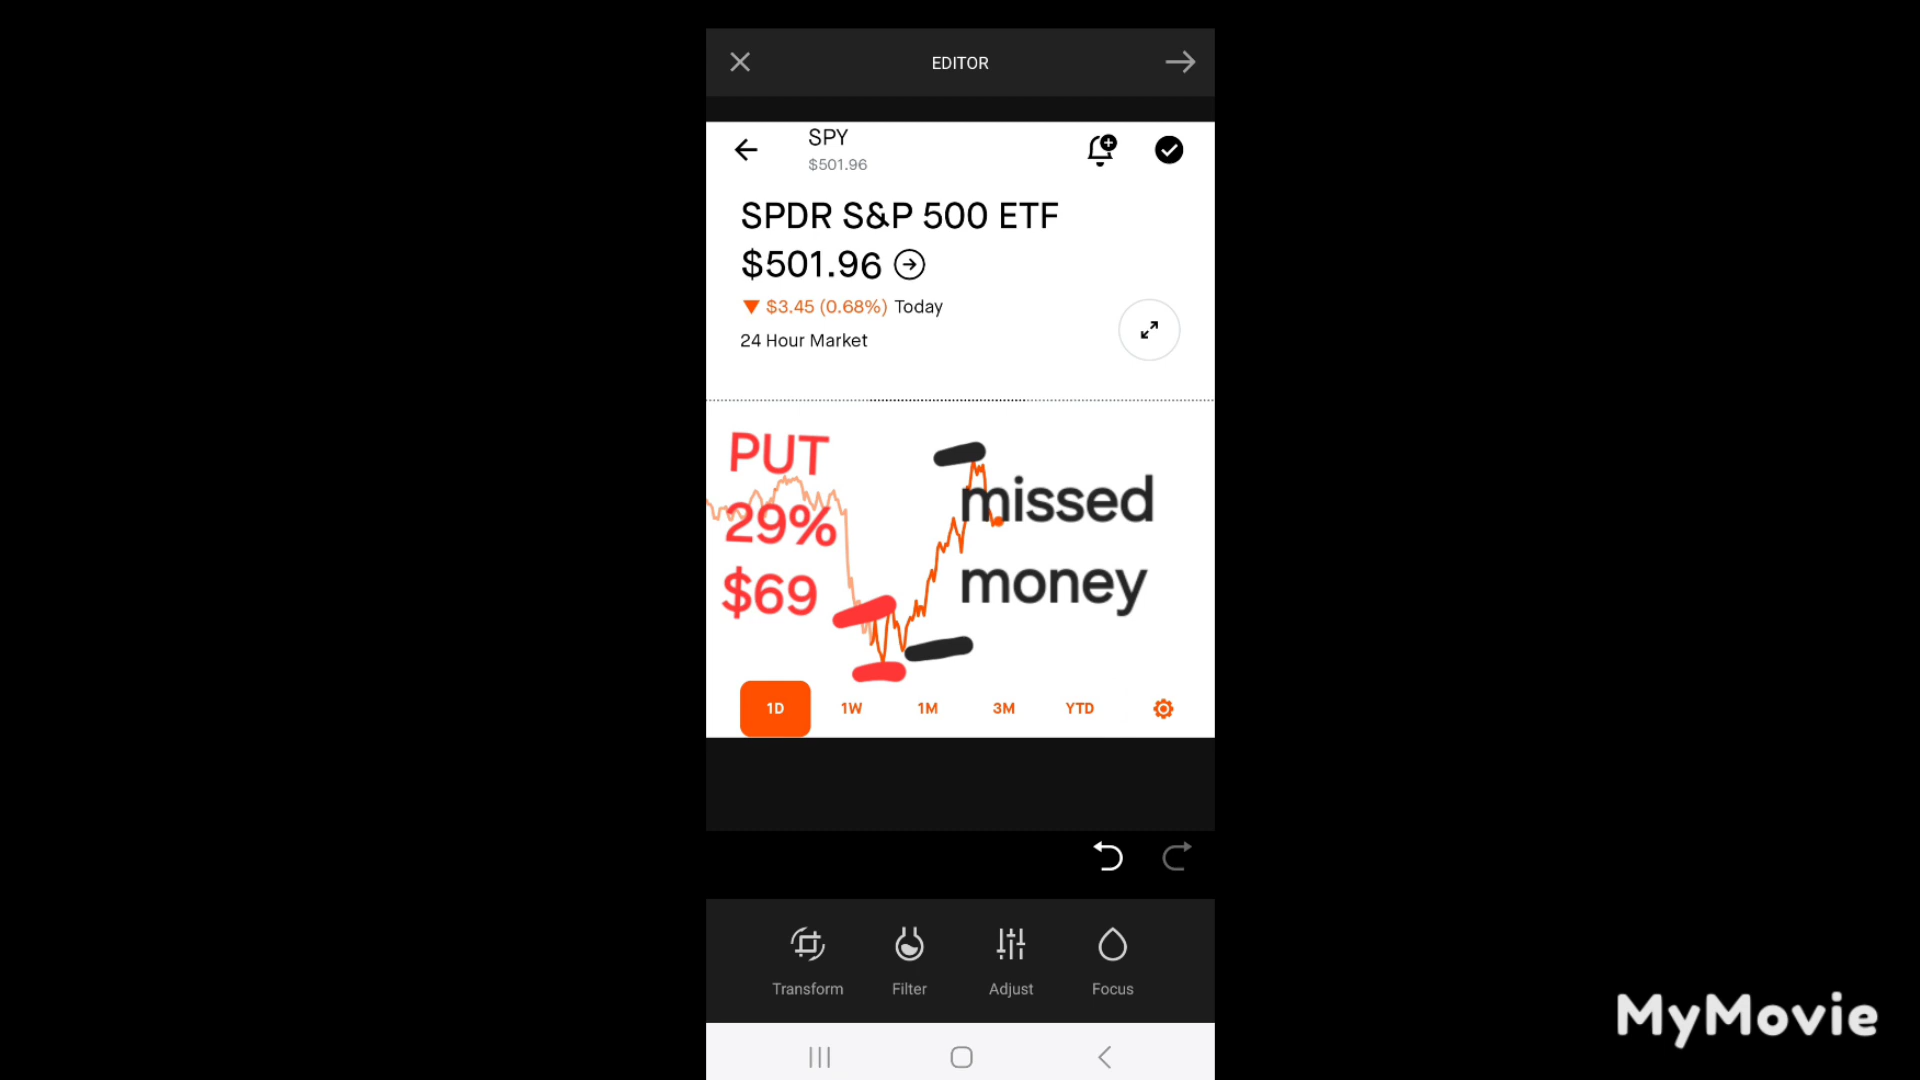 EDITOR
SPY
$501.96
SPDR S&P 500 ETF
$501.96
$3.45 (0.68%) Today
24 Hour Market
PUT
29%
$69
missed
money
1D 1W 1M 3M YTD
Transform Filter Adjust Focus
MyMovie